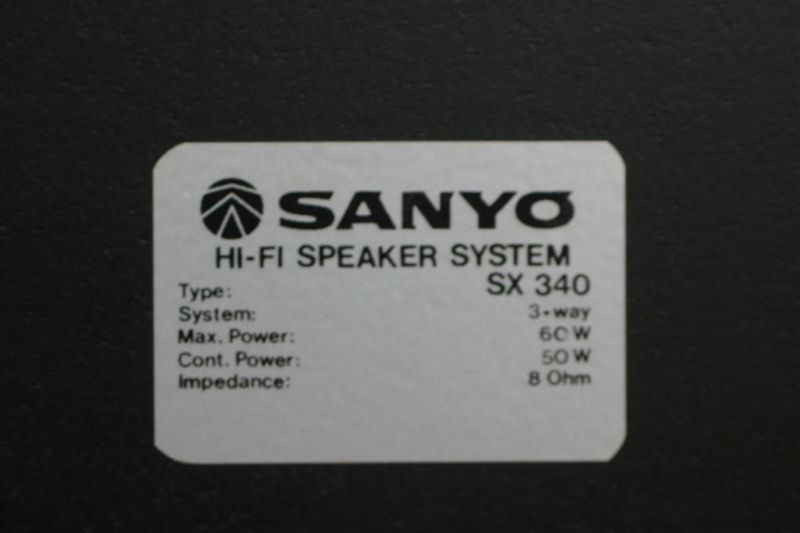 SANYO
HI-FI SPEAKER SYSTEM
Type: SX 340
System: 3-way
Max. Power: 60 W
Cont. Power: 50 W
Impedance: 8 Ohm